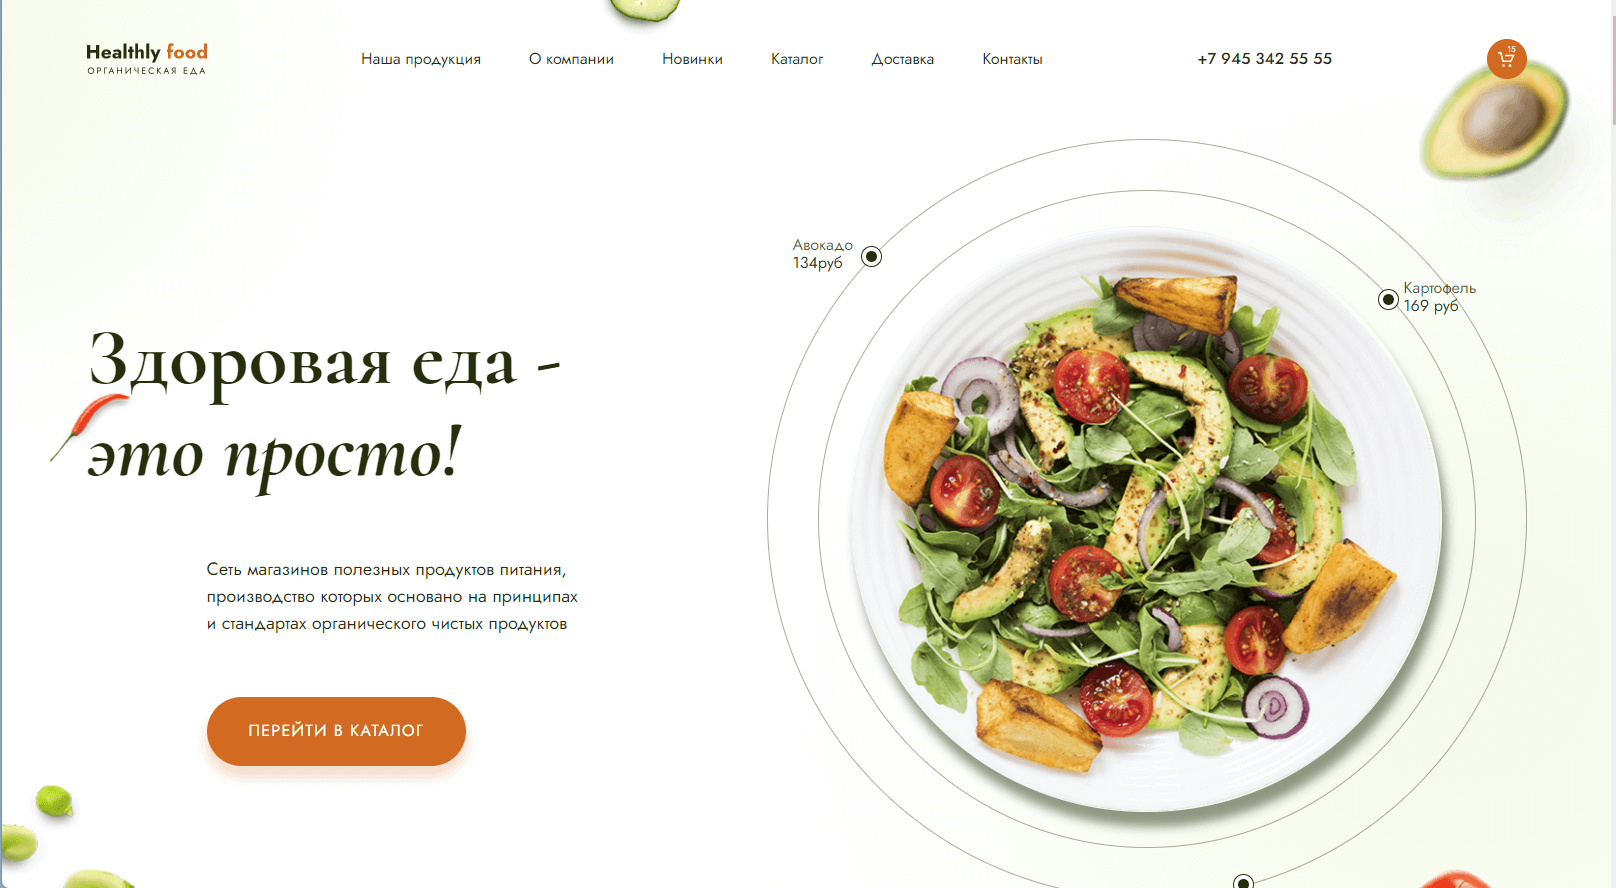 Healthly food
ОРГАНИЧЕСКАЯ ЕДА
Наша продукция
О компании
Новинки
Каталог
Доставка
Контакты
+7 945 342 55 55
15
Авокадо
134руб
Картофель
169 руб
Здоровая еда -
это просто!
Сеть магазинов полезных продуктов питания,
производство которых основано на принципах
и стандартах органического чистых продуктов
ПЕРЕЙТИ В КАТАЛОГ